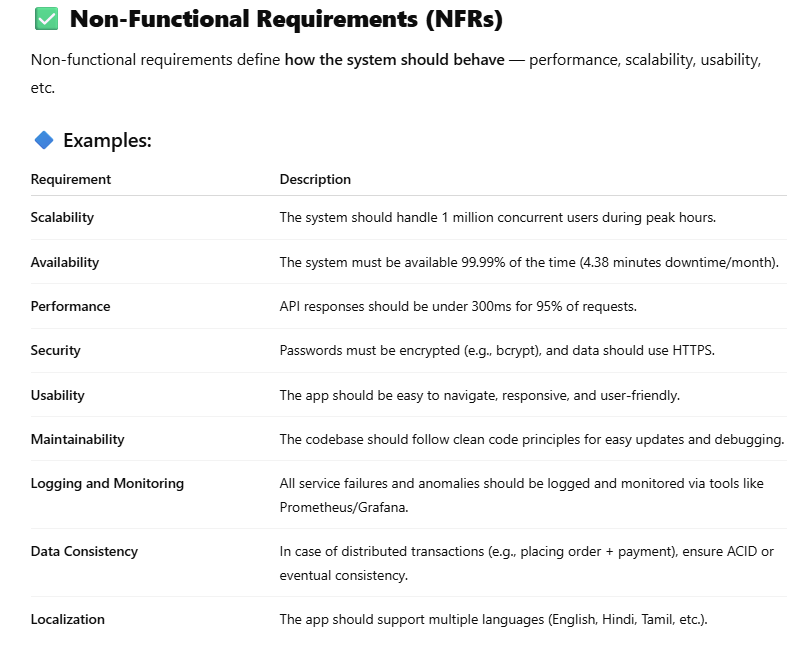 ✅ Non-Functional Requirements (NFRs)
Non-functional requirements define how the system should behave — performance, scalability, usability,
etc.
🔷 Examples:
Requirement Description
Scalability The system should handle 1 million concurrent users during peak hours.
Availability The system must be available 99.99% of the time (4.38 minutes downtime/month).
Performance API responses should be under 300ms for 95% of requests.
Security Passwords must be encrypted (e.g., bcrypt), and data should use HTTPS.
Usability The app should be easy to navigate, responsive, and user-friendly.
Maintainability The codebase should follow clean code principles for easy updates and debugging.
Logging and Monitoring All service failures and anomalies should be logged and monitored via tools like
Prometheus/Grafana.
Data Consistency In case of distributed transactions (e.g., placing order + payment), ensure ACID or
eventual consistency.
Localization The app should support multiple languages (English, Hindi, Tamil, etc.).